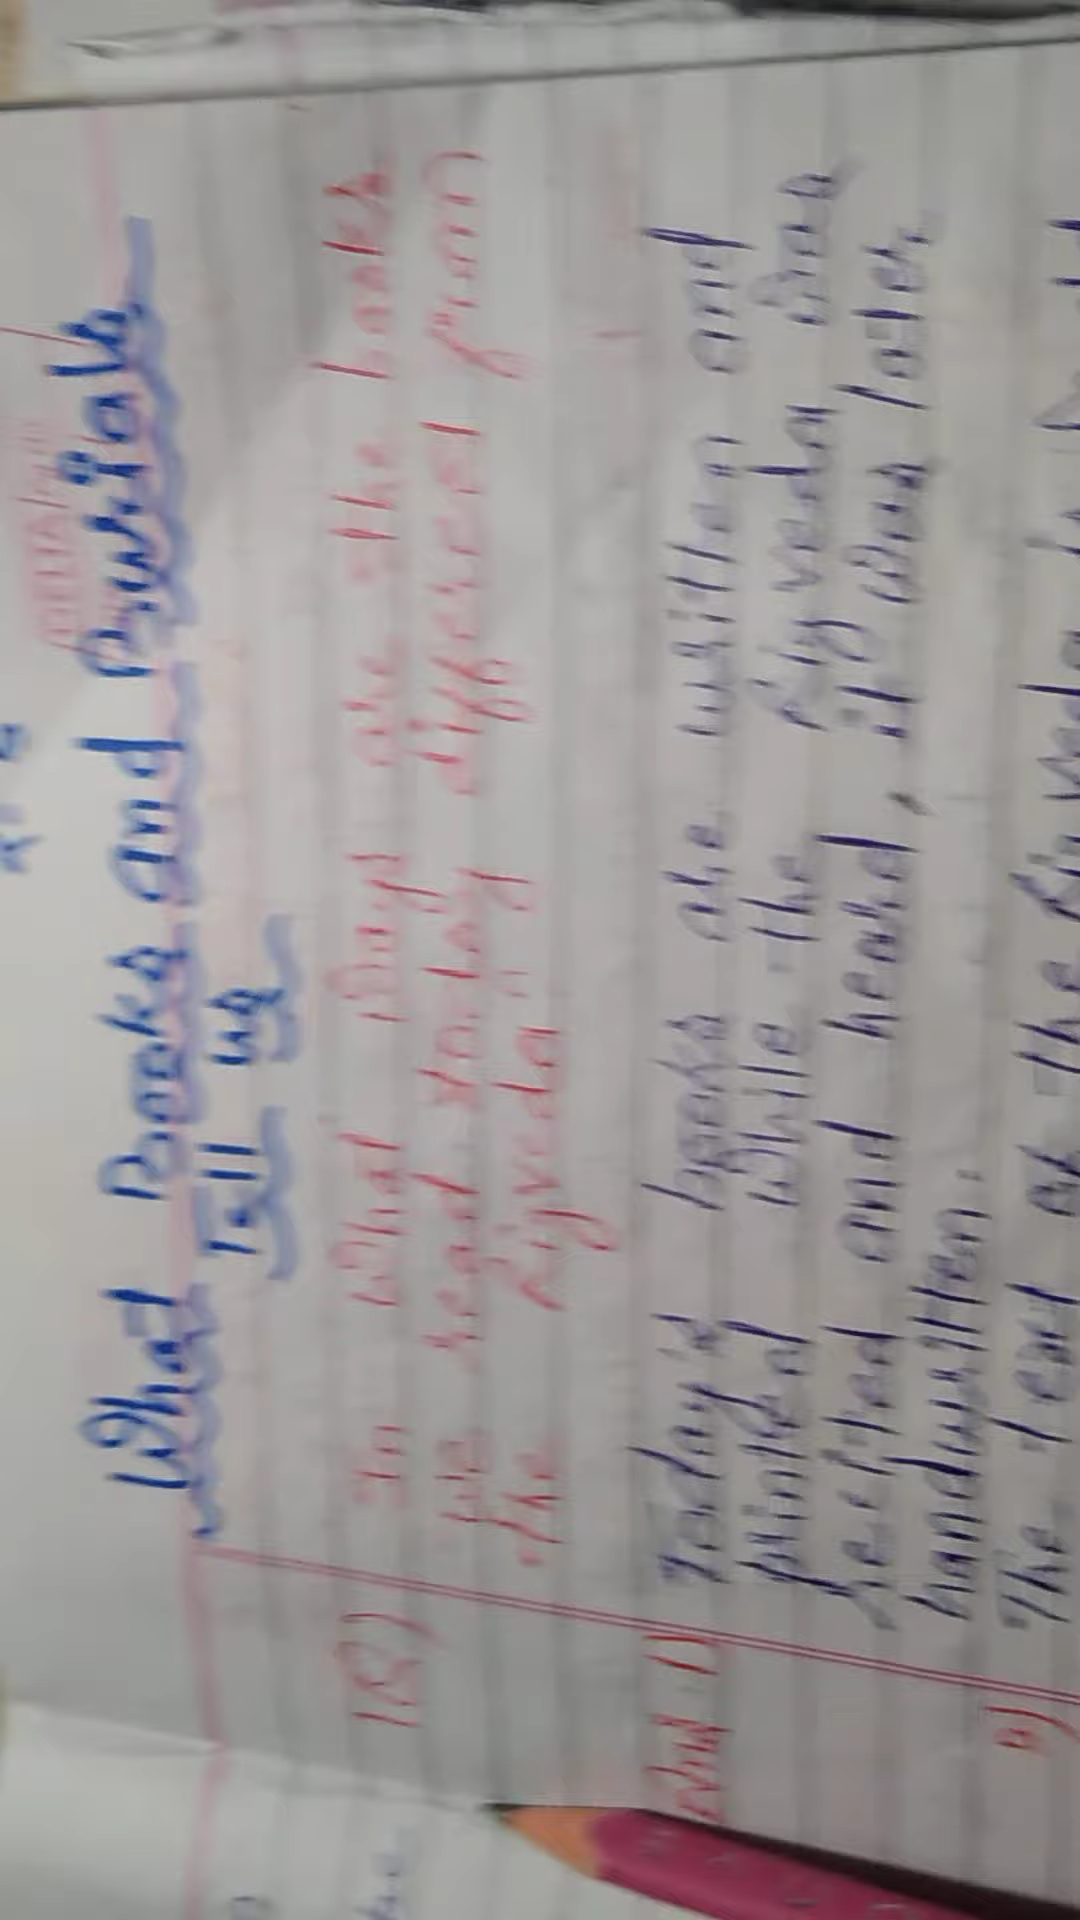 What Books and Burials
Tell us
1Q) In what ways are the books
we read today different from
the Rigveda?
Ans. 1) Today's books are written and
printed while the Rigveda was
recited and heard, it was later
handwritten.
The text of the Rigveda is